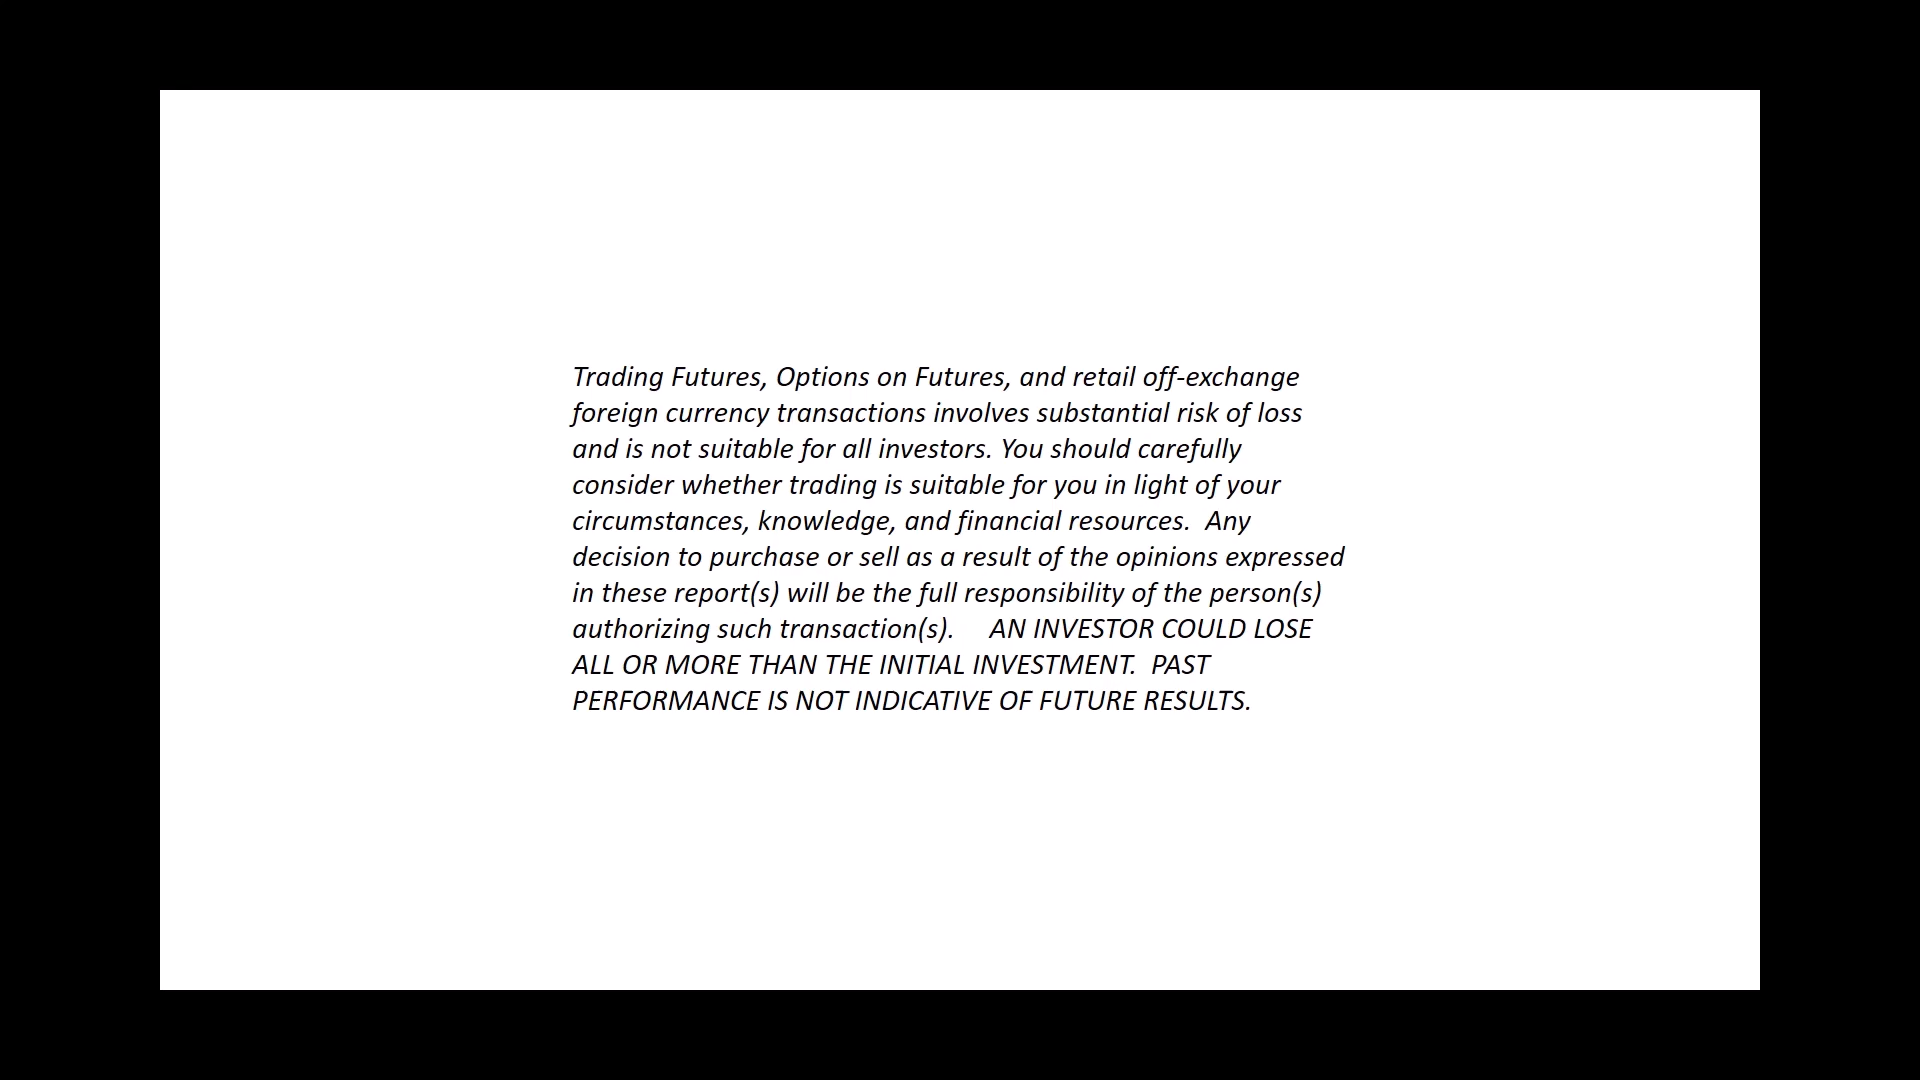 Trading Futures, Options on Futures, and retail off-exchange
foreign currency transactions involves substantial risk of loss
and is not suitable for all investors. You should carefully
consider whether trading is suitable for you in light of your
circumstances, knowledge, and financial resources.  Any
decision to purchase or sell as a result of the opinions expressed
in these report(s) will be the full responsibility of the person(s)
authorizing such transaction(s).     AN INVESTOR COULD LOSE
ALL OR MORE THAN THE INITIAL INVESTMENT.  PAST
PERFORMANCE IS NOT INDICATIVE OF FUTURE RESULTS.